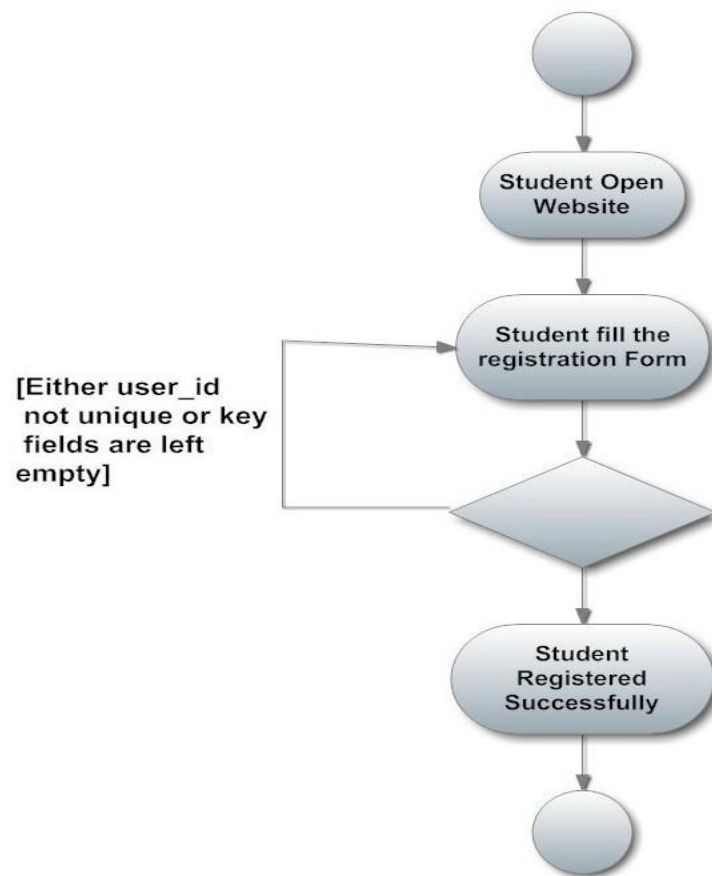 Student Open
Website
Student fill the
registration Form
[Either user_id
not unique or key
fields are left
empty]
Student
Registered
Successfully